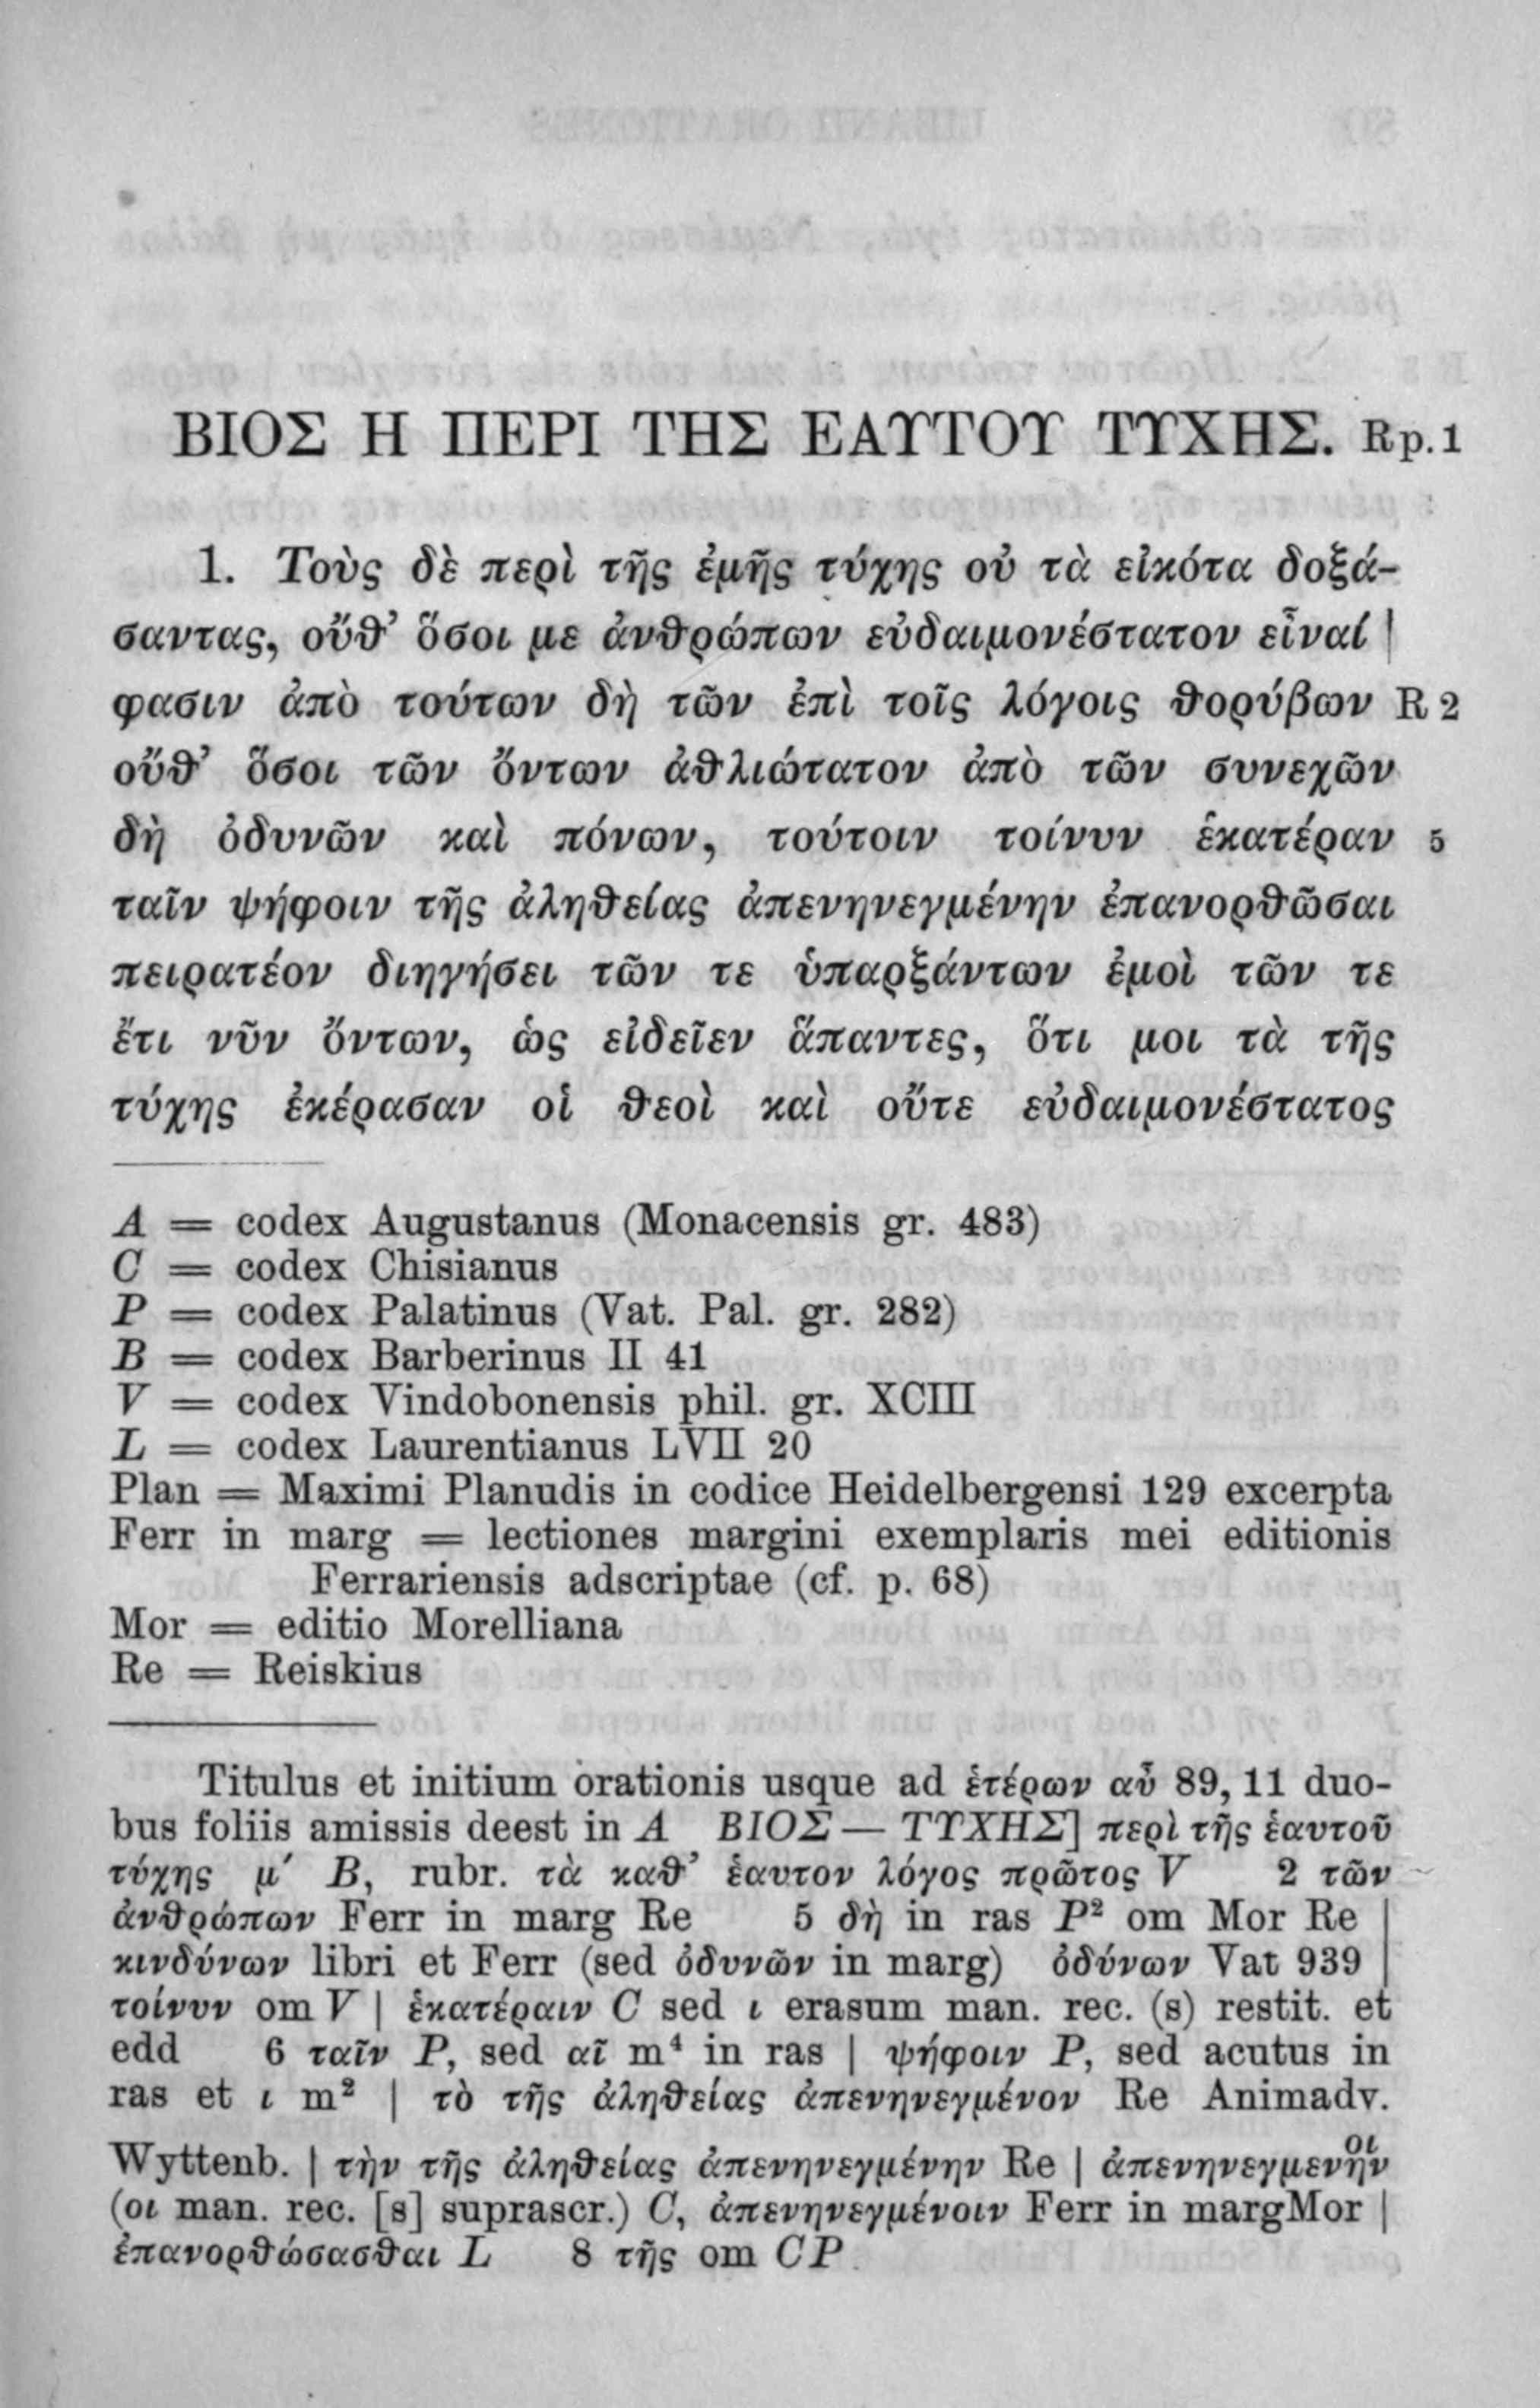 ΒΙΟΣ Η ΠΕΡΙ ΤΗΣ ΕΑΥΤΟΥ ΤΥΧΗΣ. R p. 1
1. Τοὺς δὲ περὶ τῆς ἐμῆς τύχης οὐ τὰ εἰκότα δοξά-
σαντας, οὔθ' ὅσοι με ἀνθρώπων εὐδαιμονέστατον εἶναί |
φασιν ἀπὸ τούτων δὴ τῶν ἐπὶ τοῖς λόγοις θορύβων R 2
οὔθ' ὅσοι τῶν ὄντων ἀθλιώτατον ἀπὸ τῶν συνεχῶν
δὴ ὀδυνῶν καὶ πόνων, τούτοιν τοίνυν ἑκατέραν 5
ταῖν ψήφοιν τῆς ἀληθείας ἀπενηνεγμένην ἐπανορθῶσαι
πειρατέον διηγήσει τῶν τε ὑπαρξάντων ἐμοὶ τῶν τε
ἔτι νῦν ὄντων, ὡς εἰδεῖεν ἅπαντες, ὅτι μοι τὰ τῆς
τύχης ἐκέρασαν οἱ θεοὶ καὶ οὔτε εὐδαιμονέστατος
A = codex Augustanus (Monacensis gr. 483)
C = codex Chisianus
P = codex Palatinus (Vat. Pal. gr. 282)
B = codex Barberinus II 41
V = codex Vindobonensis phil. gr. XCIII
L = codex Laurentianus LVII 20
Plan = Maximi Planudis in codice Heidelbergensi 129 excerpta
Ferr in marg = lectiones margini exemplaris mei editionis
Ferrariensis adscriptae (cf. p. 68)
Mor = editio Morelliana
Re = Reiskius
Titulus et initium orationis usque ad ἑτέρων αὖ 89, 11 duo-
bus foliis amissis deest in A ΒΙΟΣ — ΤΥΧΗΣ] περὶ τῆς ἑαυτοῦ
τύχης μ′ B, rubr. τὰ καθ' ἑαυτον λόγος πρῶτος V 2 τῶν
ἀνθρώπων Ferr in marg Re 5 δὴ in ras P² om Mor Re |
κινδύνων libri et Ferr (sed ὀδυνῶν in marg) ὀδύνων Vat 939 |
τοίνυν om V | ἑκατέραιν C sed ι erasum man. rec. (s) restit. et
edd 6 ταῖν P, sed αῖ m⁴ in ras | ψήφοιν P, sed acutus in
ras et ι m² | τὸ τῆς ἀληθείας ἀπενηνεγμένον Re Animadv.
Wyttenb. | τὴν τῆς ἀληθείας ἀπενηνεγμένην Re | ἀπενηνεγμενὴν οι
(οι man. rec. [s] suprascr.) C, ἀπενηνεγμένοιν Ferr in marg Mor |
ἐπανορθώσασθαι L 8 τῆς om CP